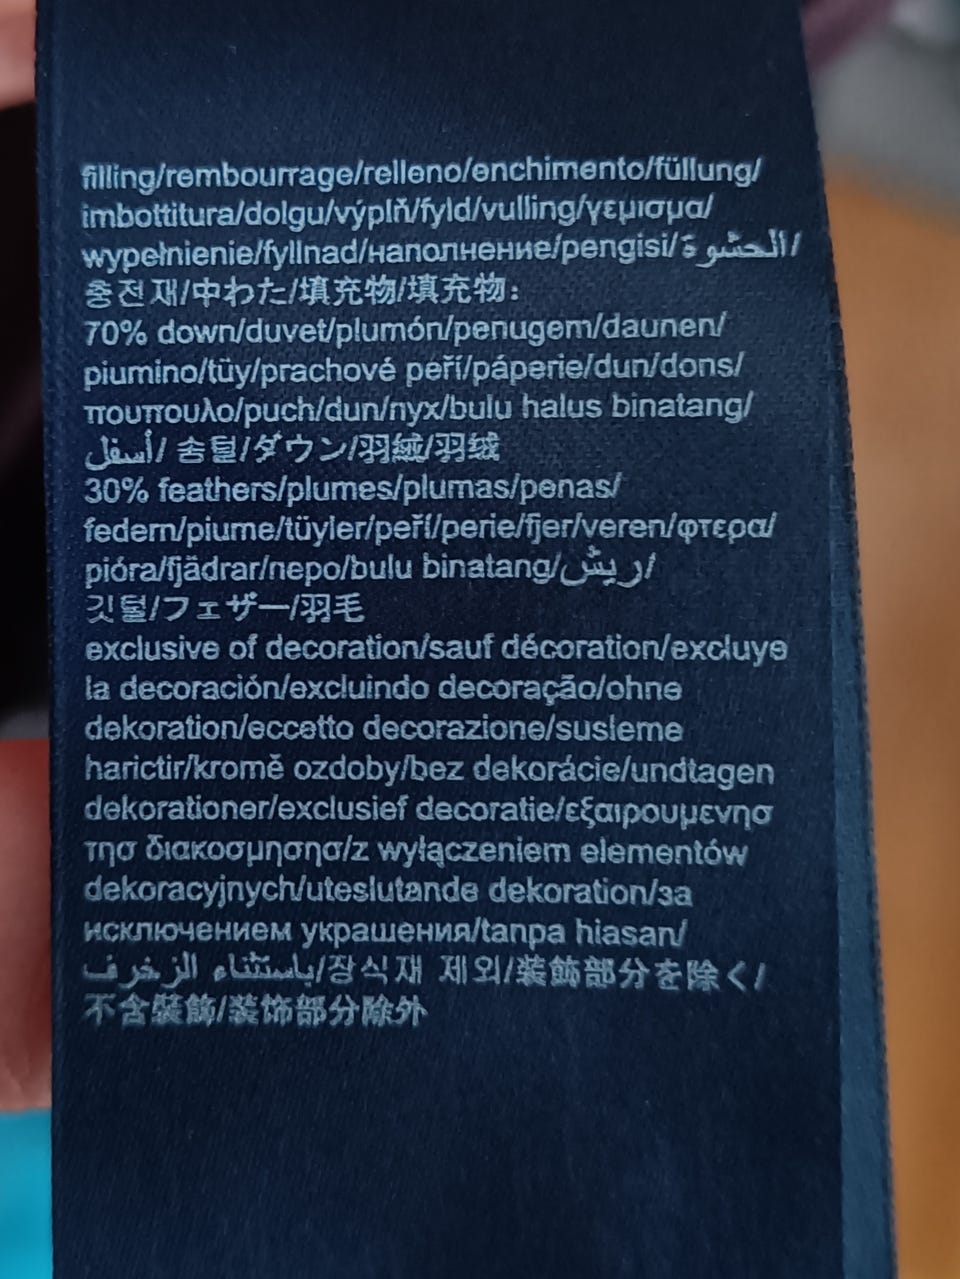 filling/rembourrage/relleno/enchimento/füllung/
imbottitura/dolgu/výplň/fyld/vulling/γεμισμα/
wypełnienie/fyllnad/наполнение/pengisi/الحشوة/
충전재/中わた/填充物/填充物:
70% down/duvet/plumón/penugem/daunen/
piumino/tüy/prachové peří/páperie/dun/dons/
πουπουλο/puch/dun/пух/bulu halus binatang/
أسفل/ 솜털/ダウン/羽絨/羽绒
30% feathers/plumes/plumas/penas/
federn/piume/tüyler/peří/perie/fjer/veren/φτερα/
pióra/fjädrar/перо/bulu binatang/ريش/
깃털/フェザー/羽毛
exclusive of decoration/sauf décoration/excluye
la decoración/excluindo decoração/ohne
dekoration/eccetto decorazione/susleme
harictir/kromě ozdoby/bez dekorácie/undtagen
dekorationer/exclusief decoratie/εξαιρουμενησ
τησ διακοσμησησ/z wyłączeniem elementów
dekoracyjnych/uteslutande dekoration/за
исключением украшения/tanpa hiasan/
باستثناء الزخرف/장식재 제외/装飾部分を除く/
不含裝飾/装饰部分除外